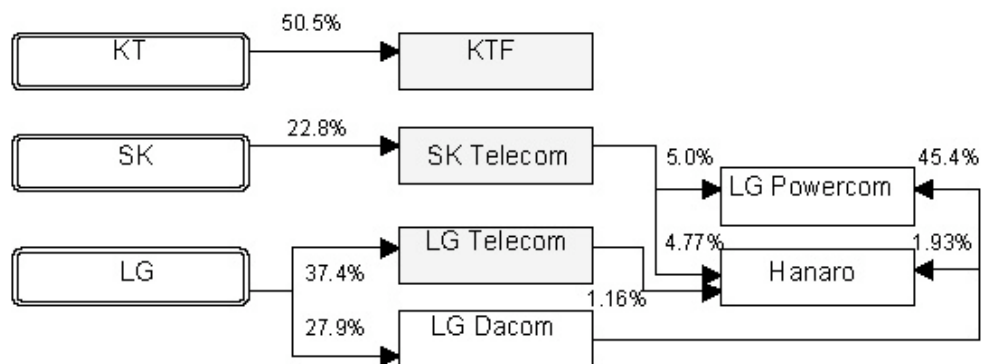 50.5%
KT
KTF
22.8%
SK
SK Telecom
5.0%
45.4%
LG Powercom
LG Telecom
4.77%
1.93%
LG
37.4%
Hanaro
1.16%
27.9%
LG Dacom